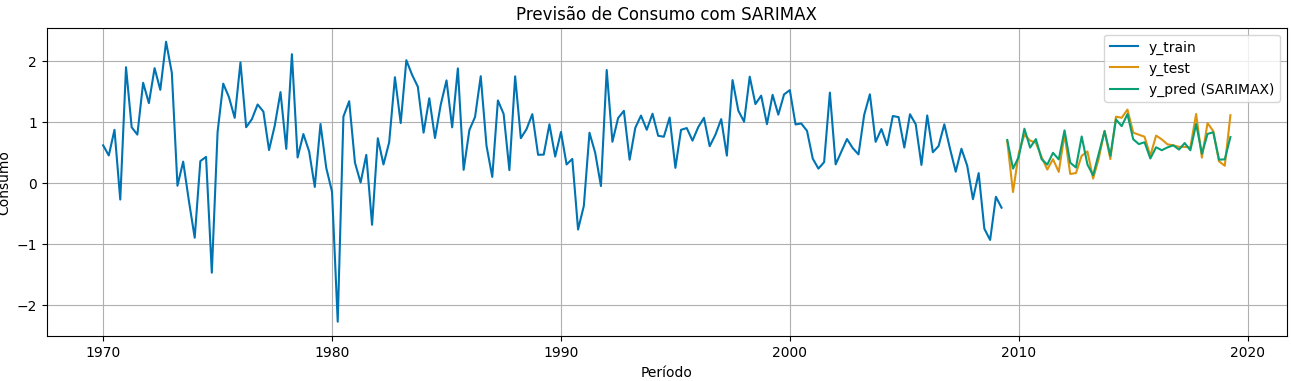 Previsão de Consumo com SARIMAX
y_train
y_test
y_pred (SARIMAX)
2
1
0
−1
−2
Consumo
1970 1980 1990 2000 2010 2020
Período